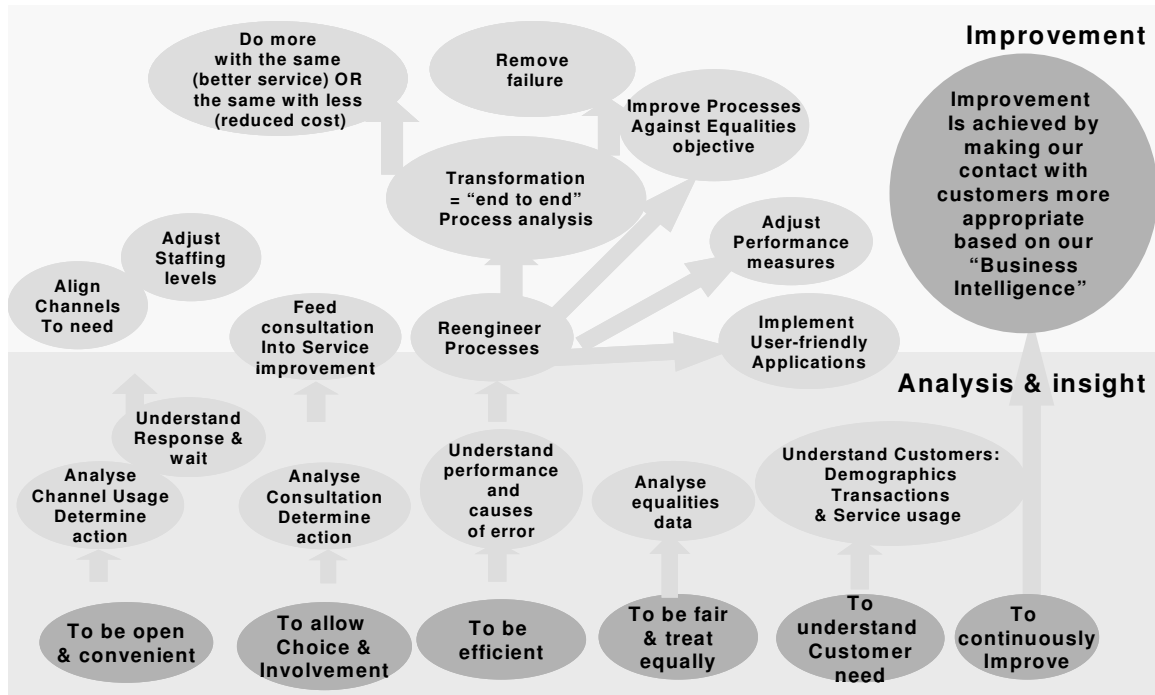 Improvement
Do more
with the same
(better service) OR
the same with less
(reduced cost)
Remove
failure
Improve Processes
Against Equalities
objective
Improvement
Is achieved by
making our
contact with
customers more
appropriate
based on our
“Business
Intelligence”
Transformation
= “end to end”
Process analysis
Adjust
Staffing
levels
Adjust
Performance
measures
Align
Channels
To need
Feed
consultation
Into Service
improvement
Reengineer
Processes
Implement
User-friendly
Applications
Analysis & insight
Understand
Response &
wait
Analyse
Channel Usage
Determine
action
Analyse
Consultation
Determine
action
Understand
performance
and
causes
of error
Analyse
equalities
data
Understand Customers:
Demographics
Transactions
& Service usage
To be open
& convenient
To allow
Choice &
Involvement
To be
efficient
To be fair
& treat
equally
To
understand
Customer
need
To
continuously
Improve